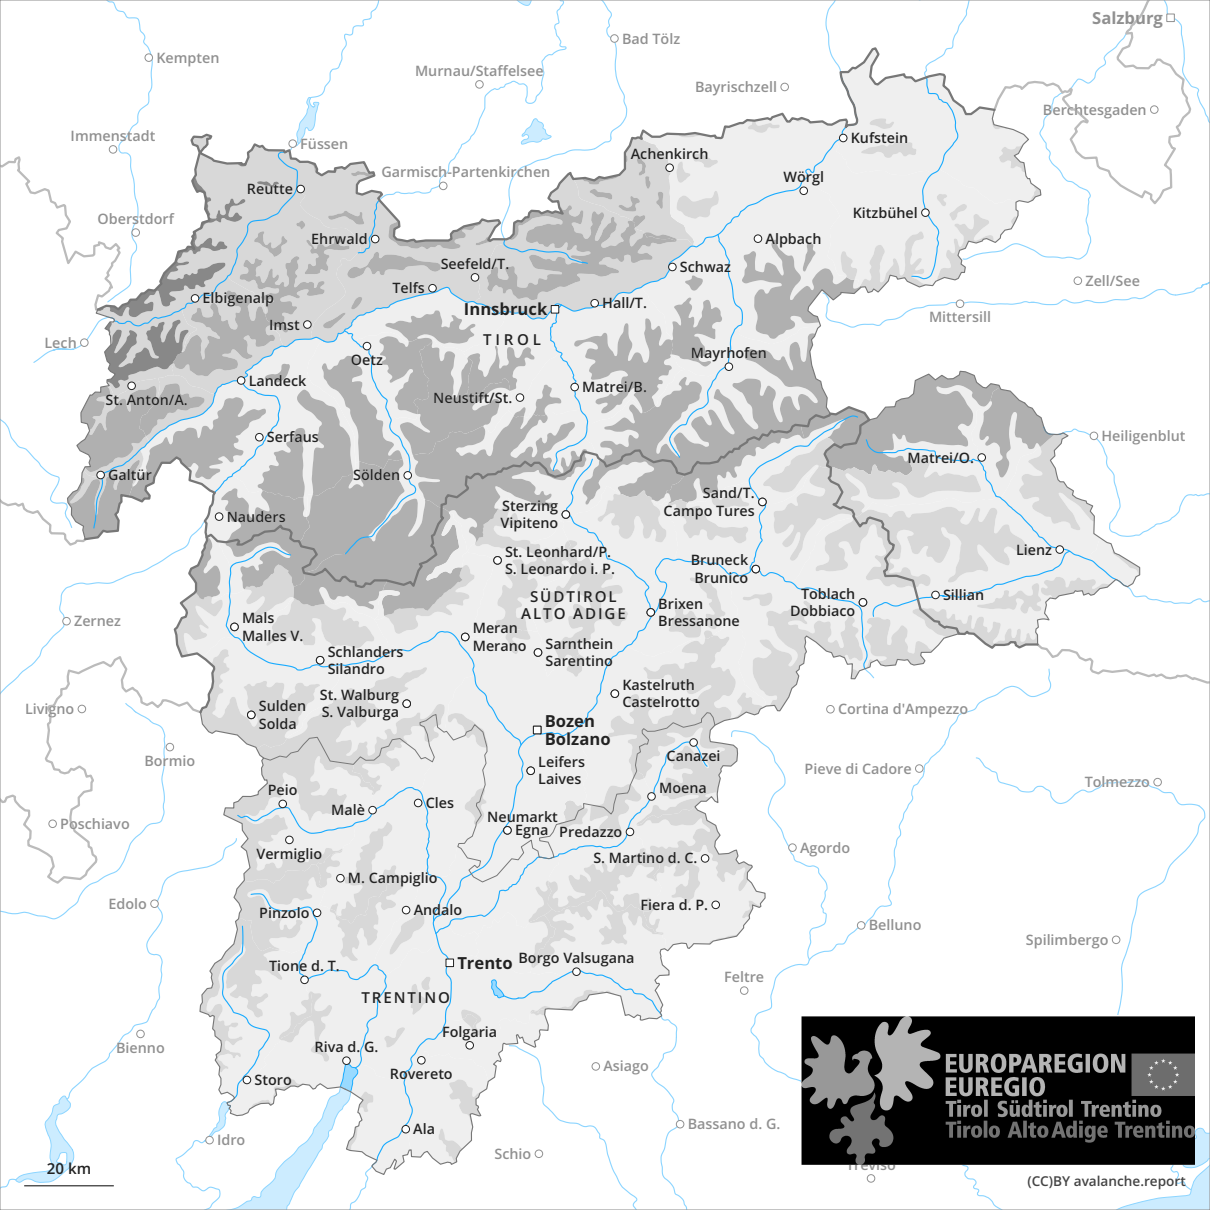 Salzburg
Bad Tölz
Kempten
Murnau/Staffelsee
Bayrischzell
Berchtesgaden
Immenstadt
Füssen
Kufstein
Achenkirch
Garmisch-Partenkirchen
Wörgl
Reutte
Oberstdorf
Kitzbühel
Ehrwald
Alpbach
Seefeld/T.
Schwaz
Zell/See
Telfs
Elbigenalp
Innsbruck
Hall/T.
Mittersill
Imst
Lech
TIROL
Oetz
Mayrhofen
Landeck
Matrei/B.
St. Anton/A.
Neustift/St.
Serfaus
Heiligenblut
Matrei/O.
Galtür
Sölden
Sand/T.
Campo Tures
Sterzing
Vipiteno
Nauders
St. Leonhard/P.
S. Leonardo i. P.
Lienz
Bruneck
Brunico
SÜDTIROL
ALTO ADIGE
Toblach
Dobbiaco
Sillian
Brixen
Bressanone
Zernez
Mals
Malles V.
Meran
Merano
Sarnthein
Sarentino
Schlanders
Silandro
Kastelruth
Castelrotto
St. Walburg
S. Valburga
Livigno
Sulden
Solda
Cortina d'Ampezzo
Bozen
Bolzano
Bormio
Canazei
Leifers
Laives
Pieve di Cadore
Tolmezzo
Peio
Moena
Malè
Cles
Neumarkt
Egna
Predazzo
Poschiavo
Vermiglio
Agordo
S. Martino d. C.
M. Campiglio
Edolo
Pinzolo
Andalo
Fiera d. P.
Belluno
Spilimbergo
Tione d. T.
Trento
Borgo Valsugana
Feltre
TRENTINO
Folgaria
Bienno
Riva d. G.
Rovereto
Asiago
Storo
EUROPAREGION
EUREGIO
Tirol Südtirol Trentino
Tirolo Alto Adige Trentino
Ala
Bassano d. G.
Idro
Schio
Treviso
20 km
(CC)BY avalanche.report